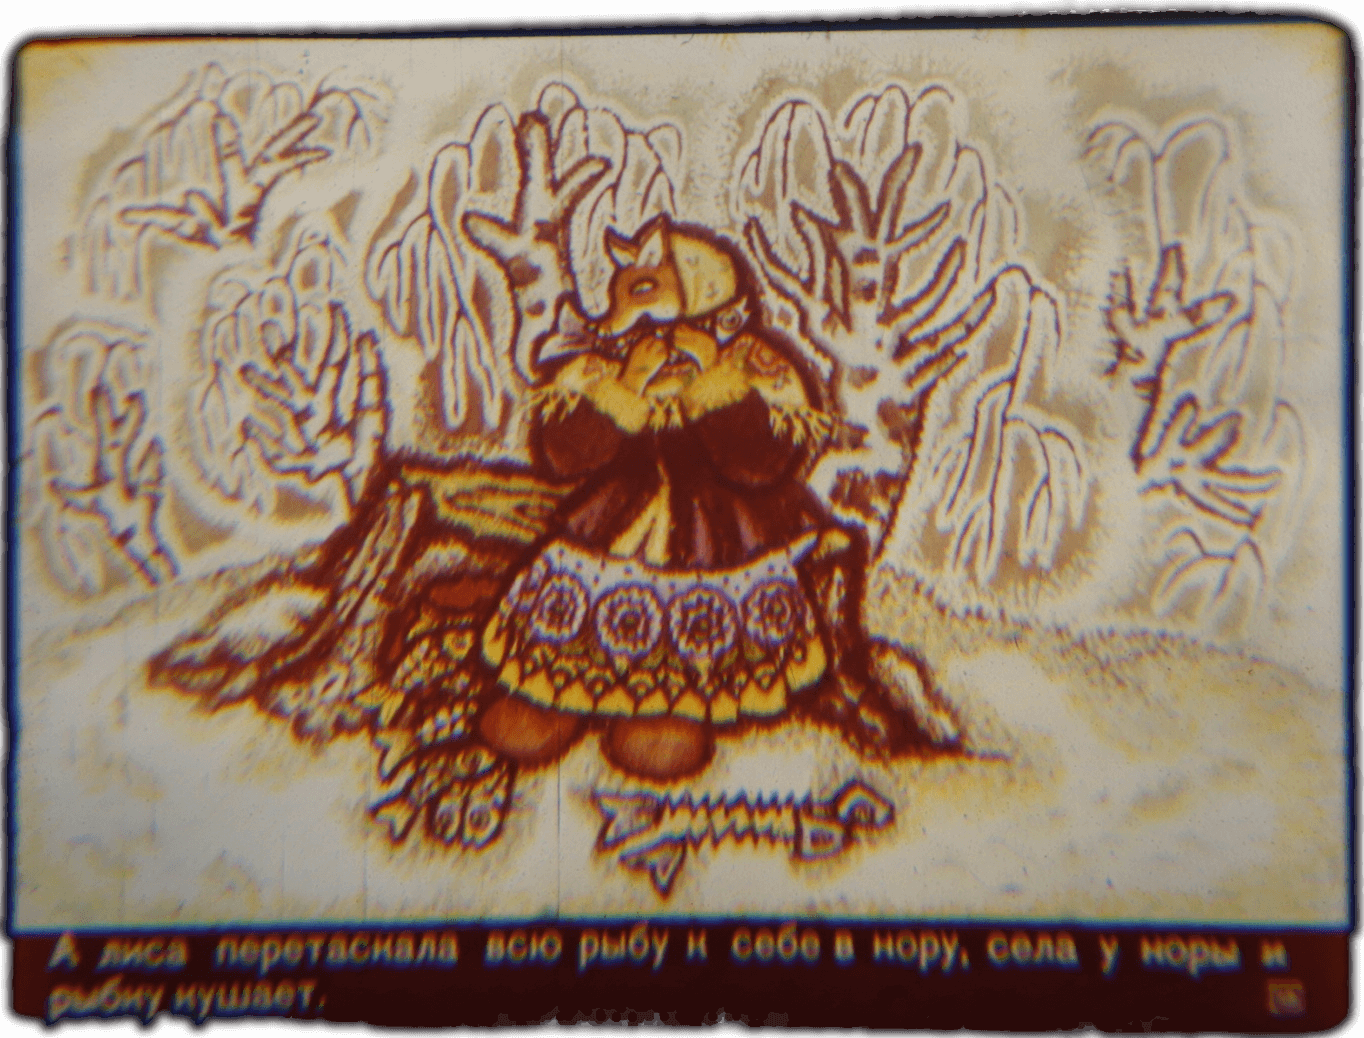 А лиса перетаскала всю рыбу к себе в нору, села у норы и
рыбку кушает.